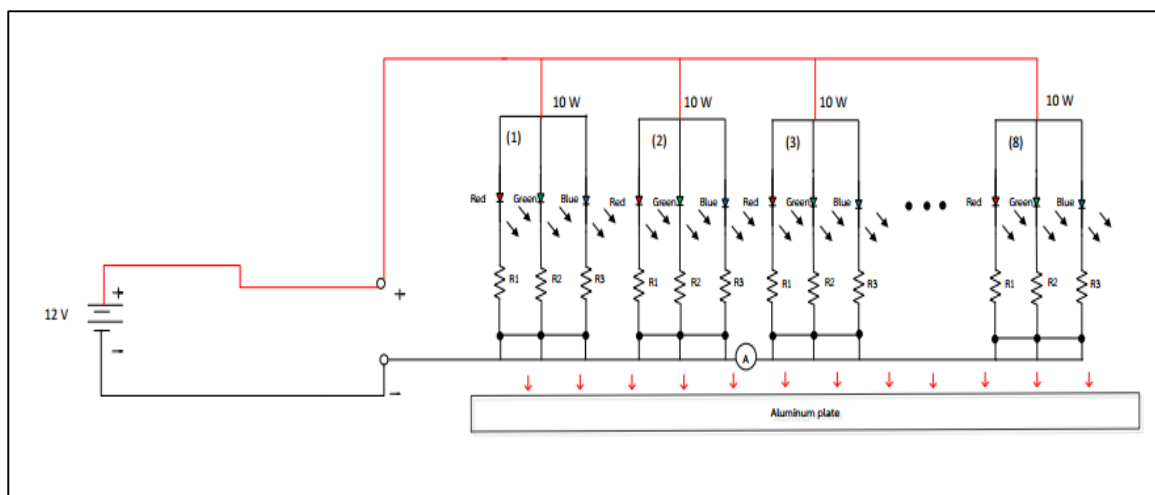 10 W 10 W 10 W 10 W
(1) (2) (3) (8)
Red Green Blue Red Green Blue Red Green Blue Red Green Blue
R1 R2 R3 R1 R2 R3 R1 R2 R3 R1 R2 R3
+ +
12 V
− −
A
Aluminum plate